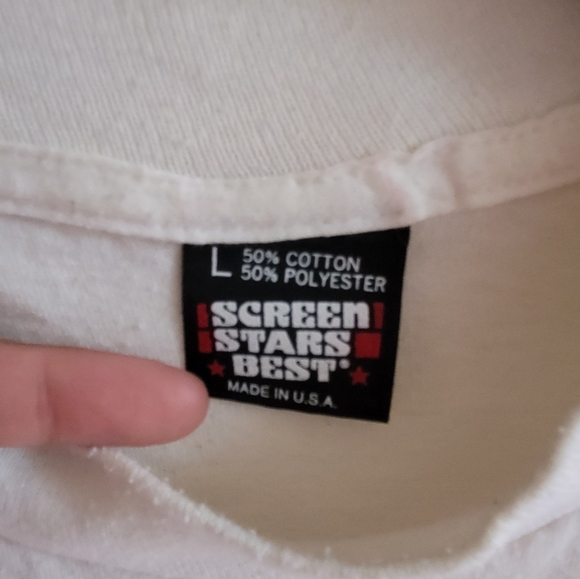 L 50% COTTON
50% POLYESTER
SCREEN
STARS
BEST®
MADE IN U.S.A.